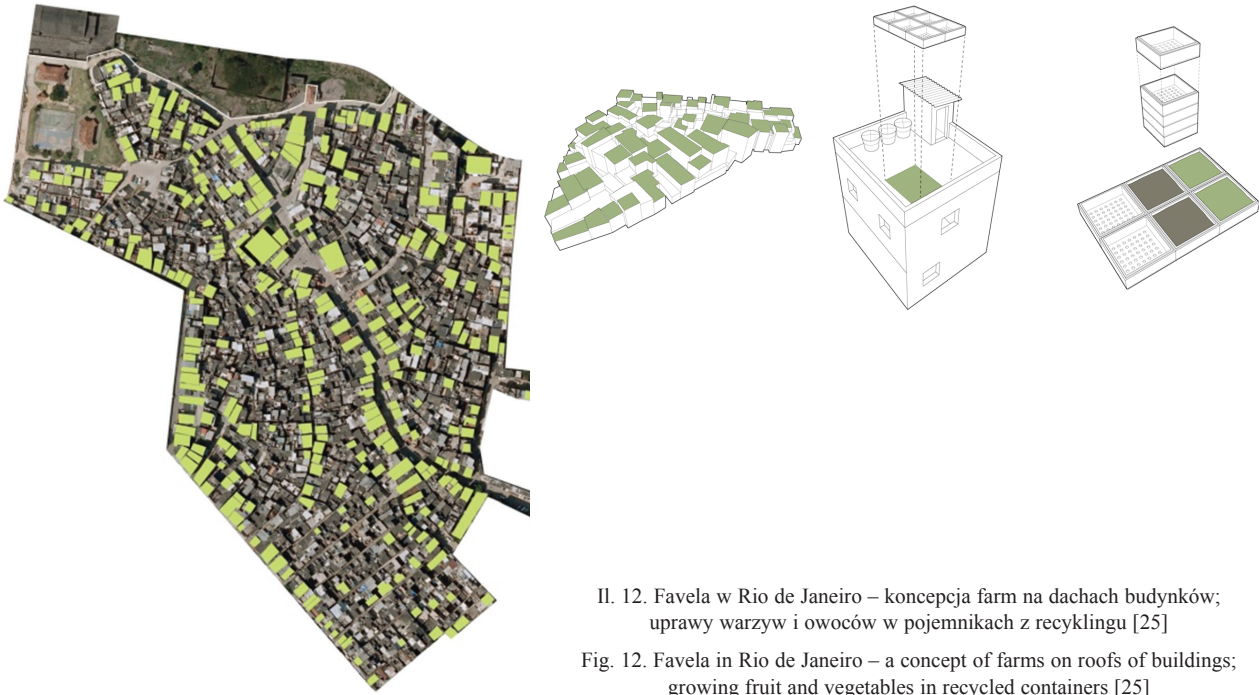 Il. 12. Favela w Rio de Janeiro – koncepcja farm na dachach budynków;
uprawy warzyw i owoców w pojemnikach z recyklingu [25]
Fig. 12. Favela in Rio de Janeiro – a concept of farms on roofs of buildings;
growing fruit and vegetables in recycled containers [25]